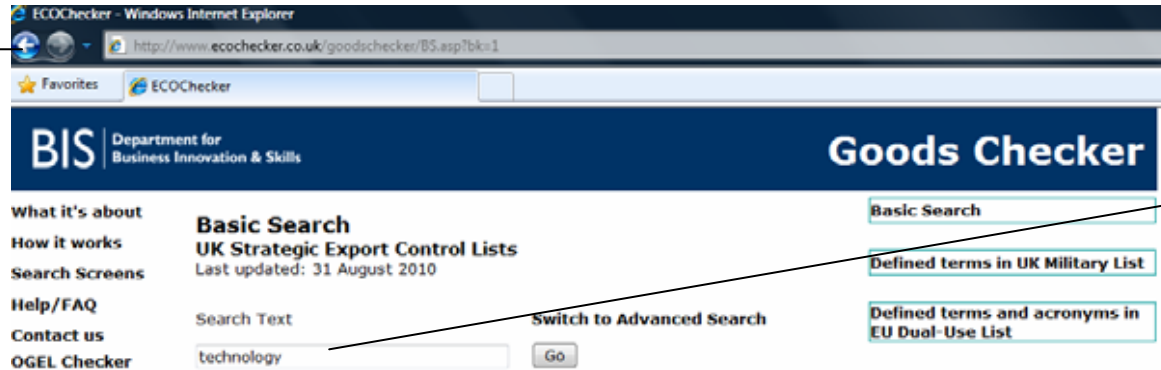 ECOChecker - Windows Internet Explorer
http://www.ecochecker.co.uk/goodschecker/BS.asp?bk=1
Favorites ECOChecker
BIS Department for
Business Innovation & Skills
Goods Checker
What it's about
How it works
Search Screens
Help/FAQ
Contact us
OGEL Checker
Basic Search
UK Strategic Export Control Lists
Last updated: 31 August 2010
Search Text
Switch to Advanced Search
technology
Go
Basic Search
Defined terms in UK Military List
Defined terms and acronyms in
EU Dual-Use List